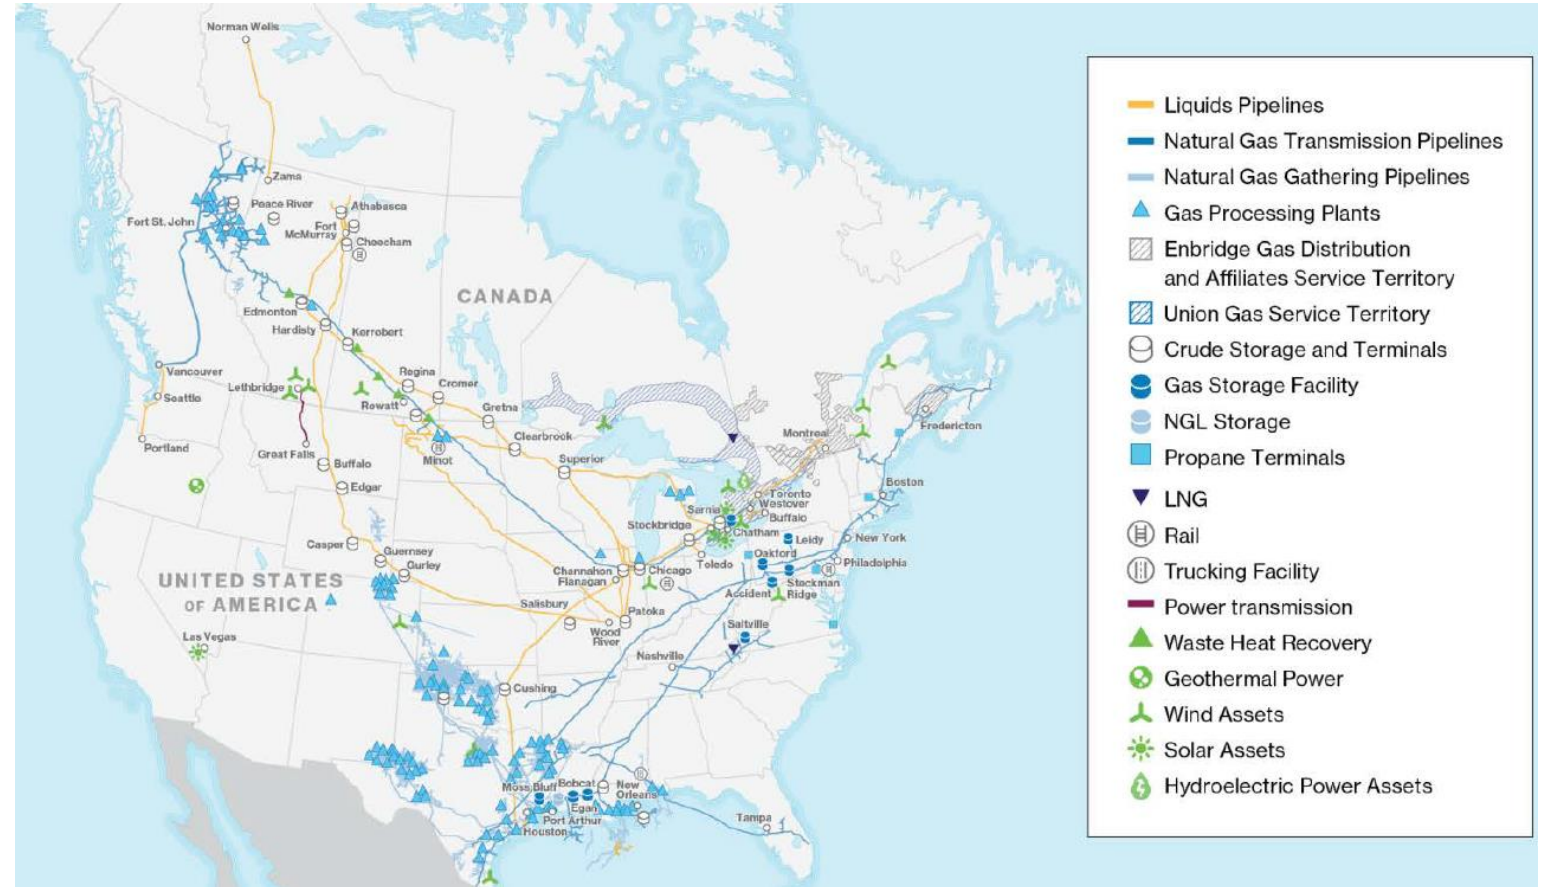 Norman Wells
Zama
Peace River
Athabasca
Fort St. John
Fort
McMurray
Cheecham
CANADA
Edmonton
Hardisty
Kerrobert
Vancouver
Regina
Lethbridge
Cromer
Seattle
Rowatt
Gretna
Fredericton
Clearbrook
Montreal
Portland
Great Falls
Minot
Superior
Buffalo
Edgar
Boston
Toronto
Westover
Sarnia
Buffalo
Stockbridge
Chatham
Leidy
New York
Casper
Guernsey
Oakford
Gurley
Toledo
Philadelphia
Channahon
Flanagan
Chicago
UNITED STATES
OF AMERICA
Steckman
Ridge
Accident
Salisbury
Patoka
Saltville
Wood
River
Las Vegas
Nashville
Cushing
Moss Bluff
Bobcat
New
Orleans
Egan
Port Arthur
Tampa
Houston
Liquids Pipelines
Natural Gas Transmission Pipelines
Natural Gas Gathering Pipelines
Gas Processing Plants
Enbridge Gas Distribution
and Affiliates Service Territory
Union Gas Service Territory
Crude Storage and Terminals
Gas Storage Facility
NGL Storage
Propane Terminals
LNG
Rail
Trucking Facility
Power transmission
Waste Heat Recovery
Geothermal Power
Wind Assets
Solar Assets
Hydroelectric Power Assets